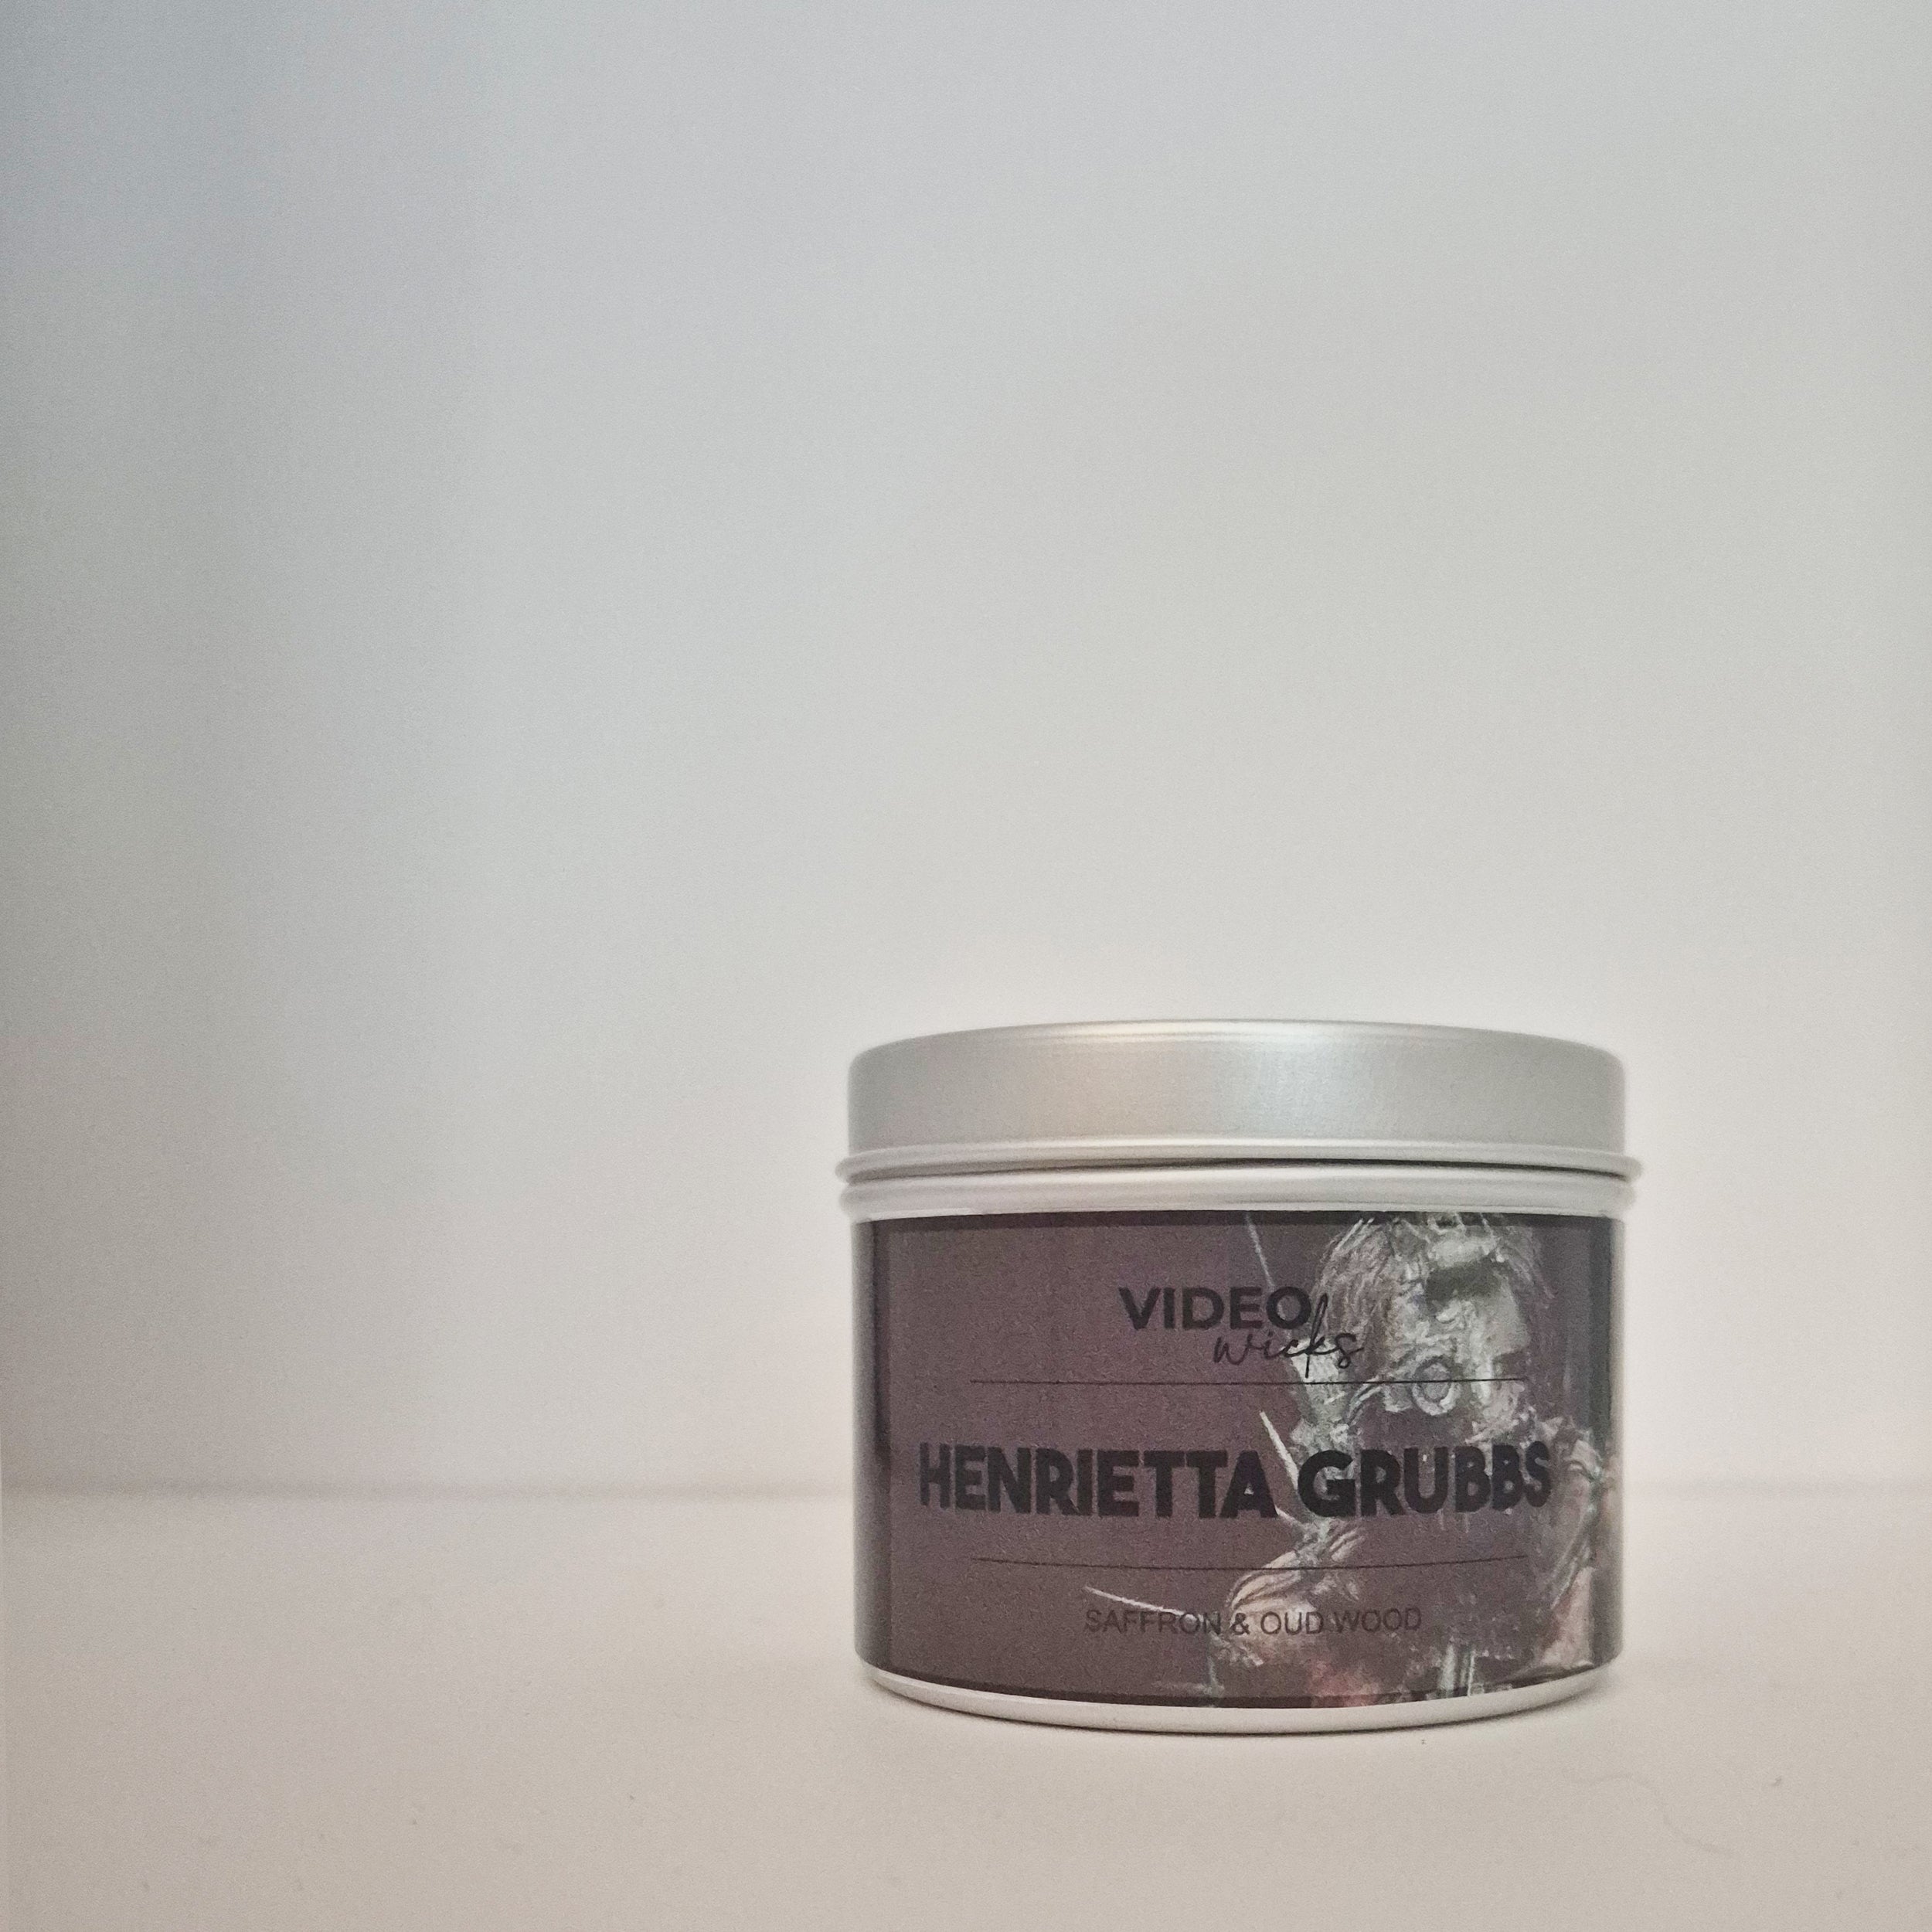 VIDEO
wicks
HENRIETTA GRUBBS
SAFFRON & OUD WOOD